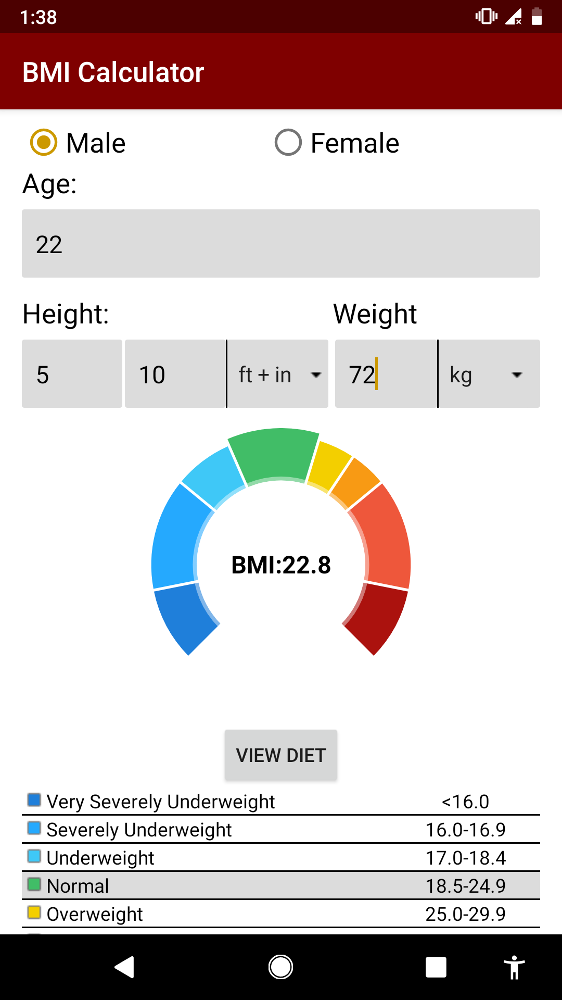 1:38
BMI Calculator
Male Female
Age:
22
Height: Weight
5 10 ft + in 72 kg
BMI:22.8
VIEW DIET
Very Severely Underweight <16.0
Severely Underweight 16.0-16.9
Underweight 17.0-18.4
Normal 18.5-24.9
Overweight 25.0-29.9